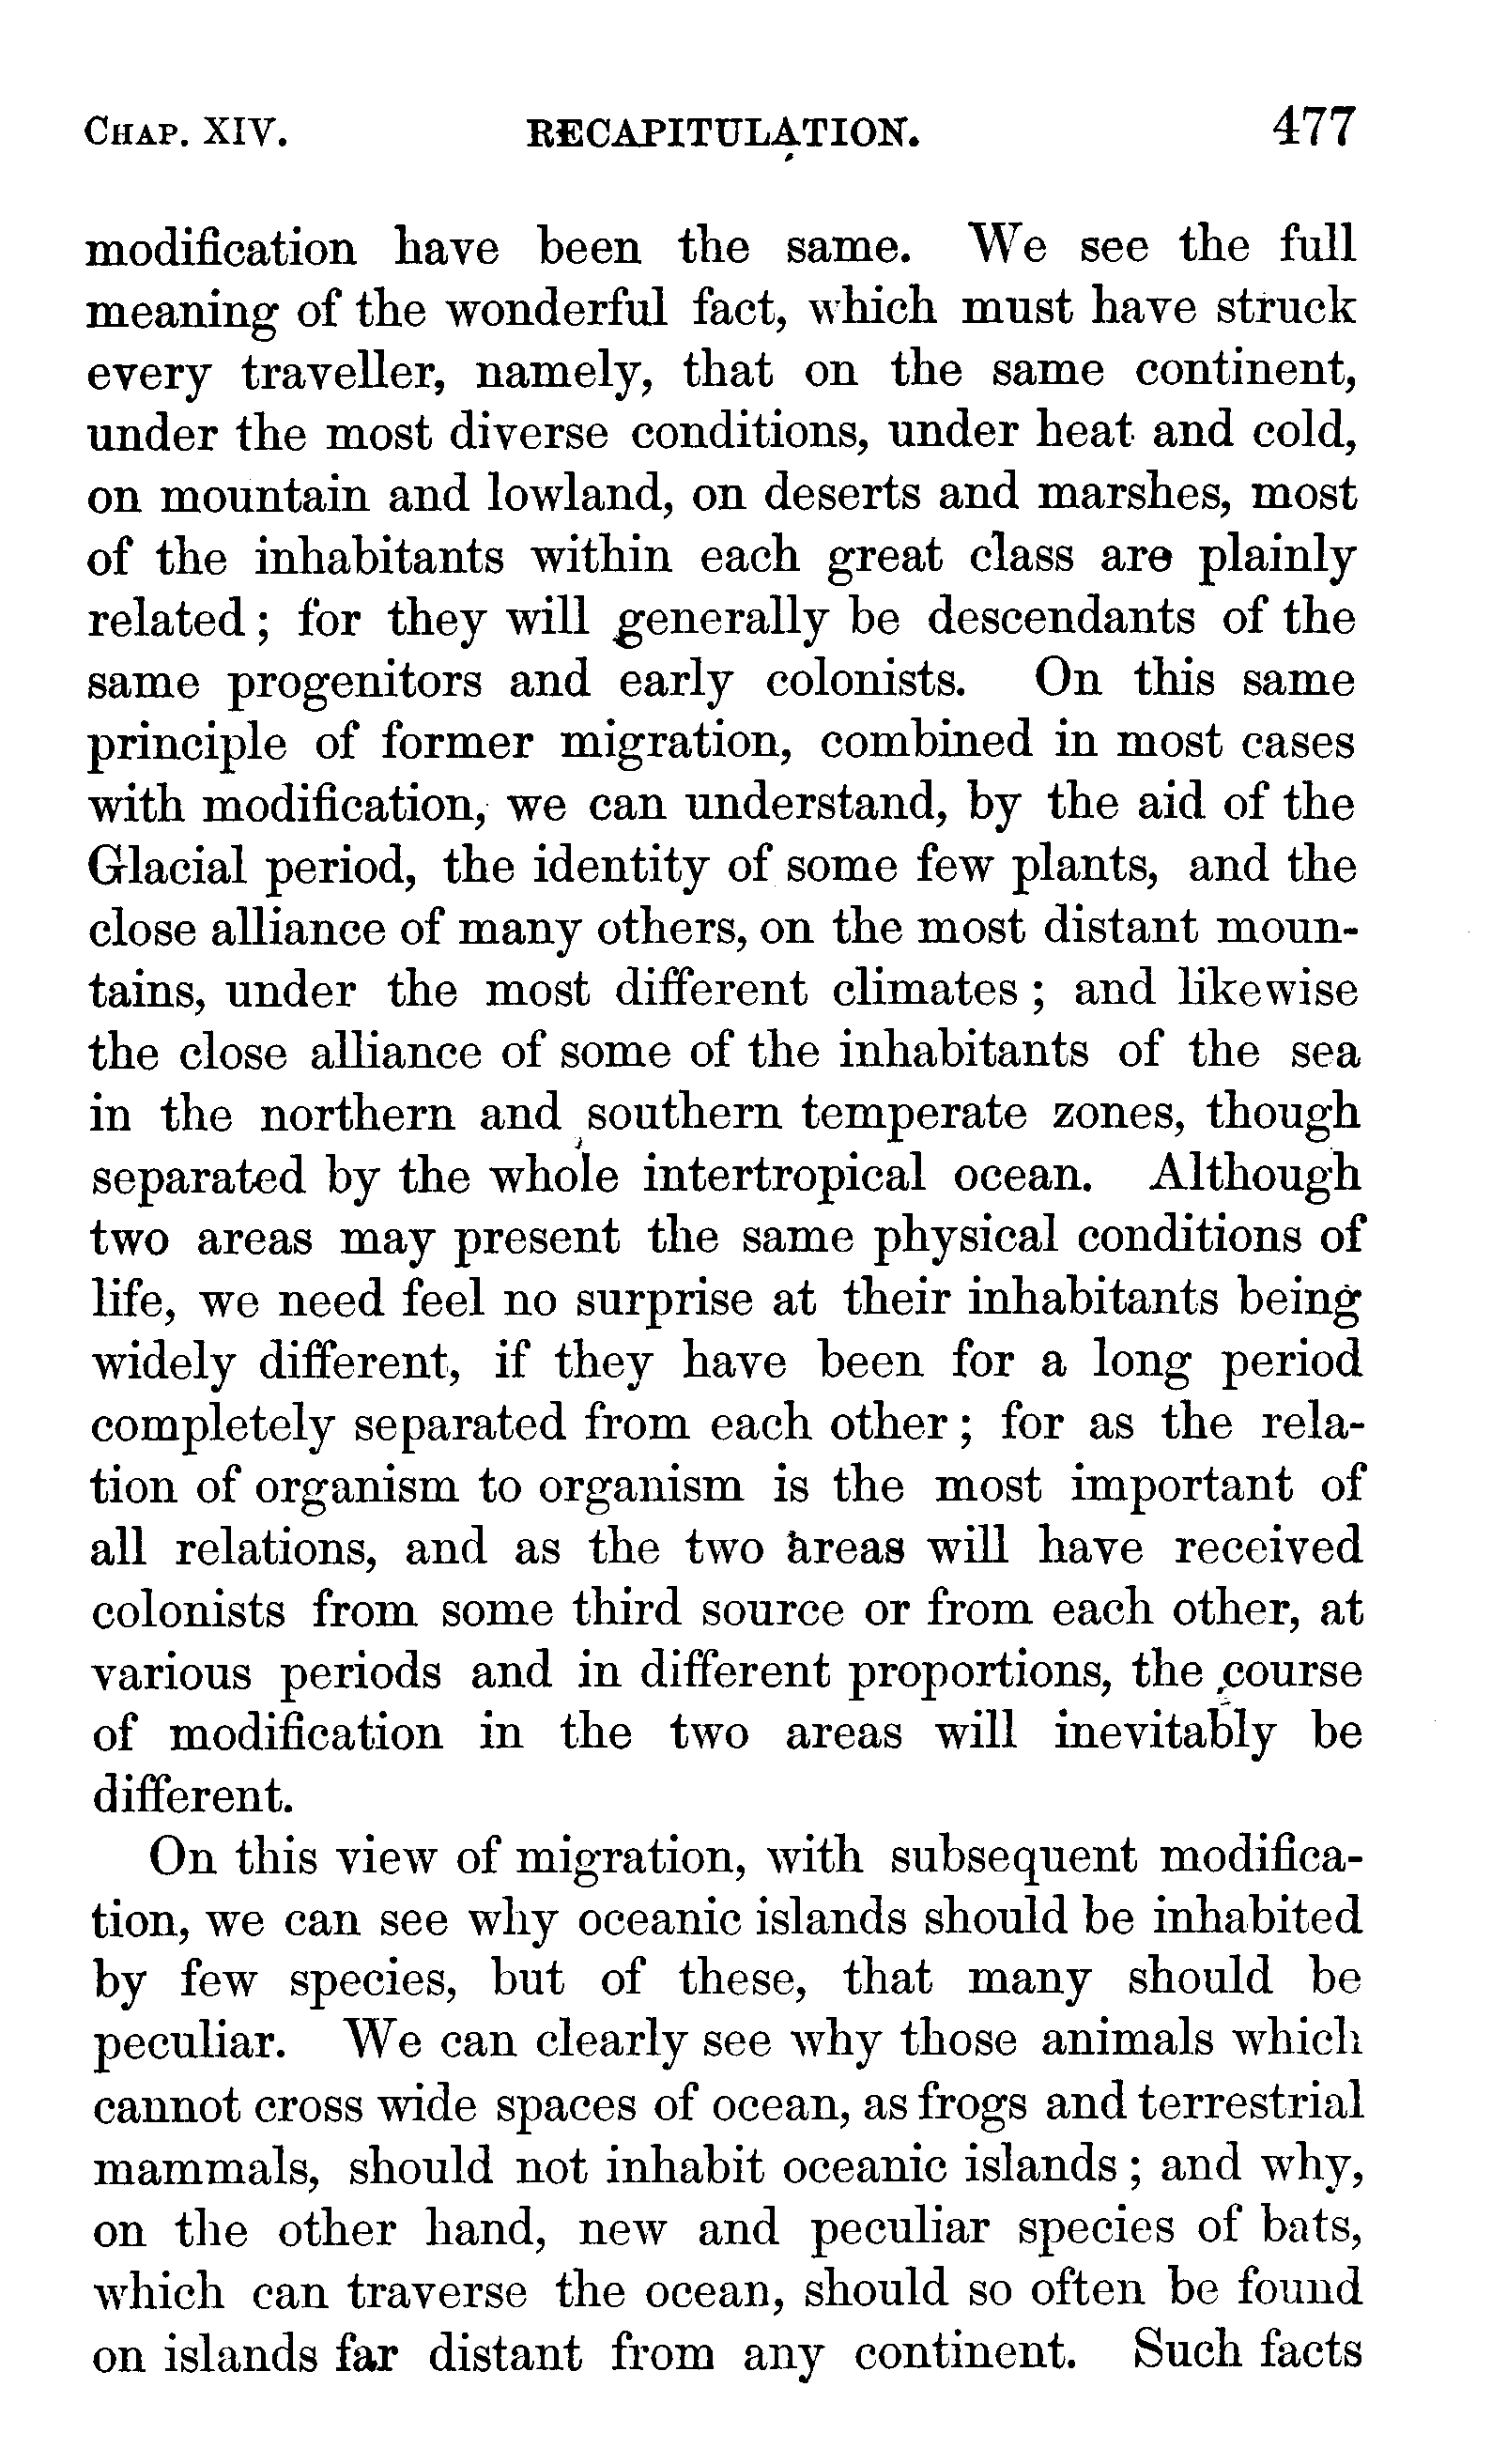 CHAP. XIV. RECAPITULATION. 477
modification have been the same. We see the full
meaning of the wonderful fact, which must have struck
every traveller, namely, that on the same continent,
under the most diverse conditions, under heat and cold,
on mountain and lowland, on deserts and marshes, most
of the inhabitants within each great class are plainly
related; for they will generally be descendants of the
same progenitors and early colonists. On this same
principle of former migration, combined in most cases
with modification, we can understand, by the aid of the
Glacial period, the identity of some few plants, and the
close alliance of many others, on the most distant moun-
tains, under the most different climates; and likewise
the close alliance of some of the inhabitants of the sea
in the northern and southern temperate zones, though
separated by the whole intertropical ocean. Although
two areas may present the same physical conditions of
life, we need feel no surprise at their inhabitants being
widely different, if they have been for a long period
completely separated from each other; for as the rela-
tion of organism to organism is the most important of
all relations, and as the two areas will have received
colonists from some third source or from each other, at
various periods and in different proportions, the course
of modification in the two areas will inevitably be
different.
On this view of migration, with subsequent modifica-
tion, we can see why oceanic islands should be inhabited
by few species, but of these, that many should be
peculiar. We can clearly see why those animals which
cannot cross wide spaces of ocean, as frogs and terrestrial
mammals, should not inhabit oceanic islands; and why,
on the other hand, new and peculiar species of bats,
which can traverse the ocean, should so often be found
on islands far distant from any continent. Such facts